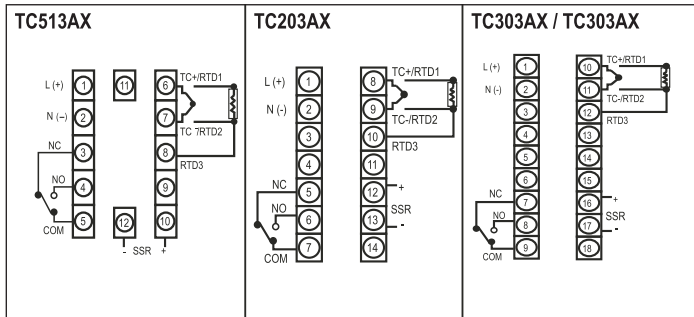 TC513AX
L (+) 1 11 6 TC+/RTD1
N (–) 2 7 TC 7RTD2
NC 3 8 RTD3
NO 4 9
COM 5 12 10
- SSR +
TC203AX
L (+) 1 8 TC+/RTD1
N (-) 2 9 TC-/RTD2
3 10 RTD3
4 11
NC 5 12 +
NO 6 13 SSR -
COM 7 14
TC303AX / TC303AX
L (+) 1 10 TC+/RTD1
N (-) 2 11 TC-/RTD2
3 12 RTD3
4 13
5 14
6 15
NC 7 16 +
NO 8 17 SSR -
COM 9 18